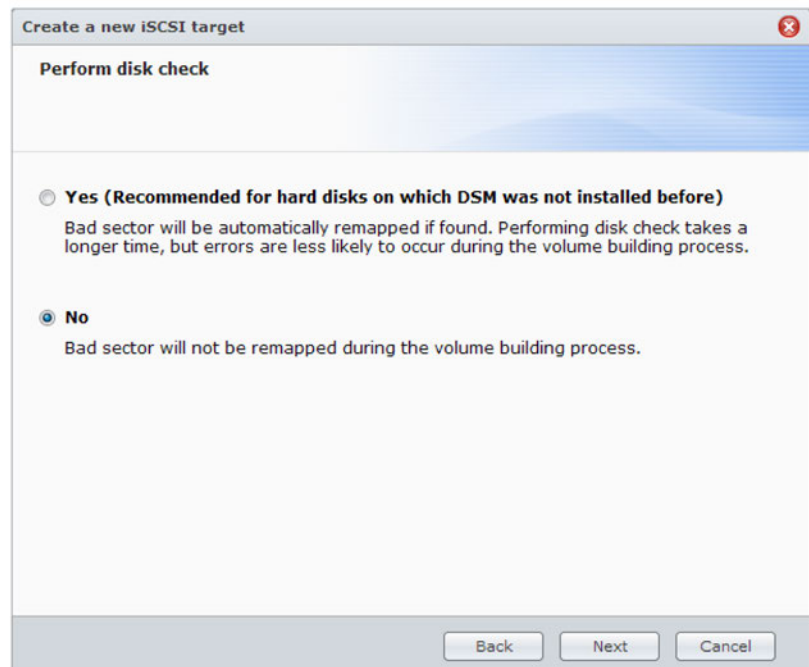 Create a new iSCSI target
Perform disk check
Yes (Recommended for hard disks on which DSM was not installed before)
Bad sector will be automatically remapped if found. Performing disk check takes a
longer time, but errors are less likely to occur during the volume building process.
No
Bad sector will not be remapped during the volume building process.
Back Next Cancel